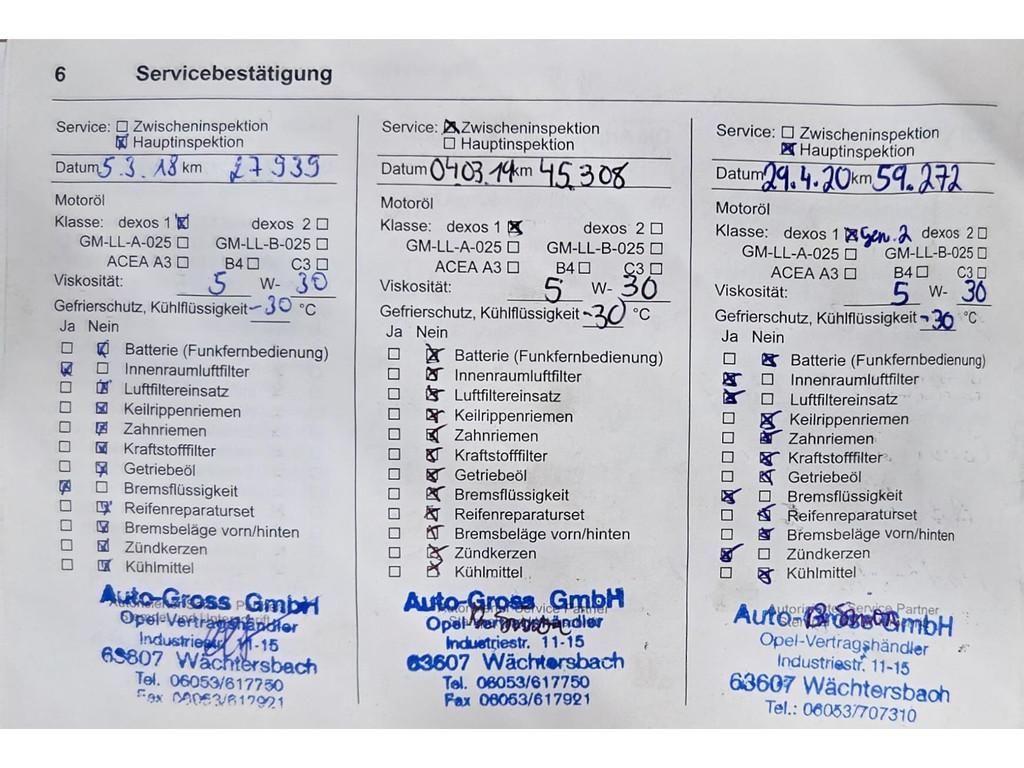 6 Servicebestätigung
Service: Zwischeninspektion
Hauptinspektion
Datum 5.3.18 km 27939
Motoröl
Klasse: dexos 1 dexos 2
GM-LL-A-025 GM-LL-B-025
ACEA A3 B4 C3
Viskosität: 5 W- 30
Gefrierschutz, Kühlflüssigkeit -30 °C
Ja Nein
Batterie (Funkfernbedienung)
Innenraumluftfilter
Luftfiltereinsatz
Keilrippenriemen
Zahnriemen
Kraftstofffilter
Getriebeöl
Bremsflüssigkeit
Reifenreparaturset
Bremsbeläge vorn/hinten
Zündkerzen
Kühlmittel
Auto-Gross GmbH
Opel-Vertragshändler
Industriestr. 11-15
63607 Wächtersbach
Tel. 06053/617750
Fax 06053/617921
Service: Zwischeninspektion
Hauptinspektion
Datum 0403.19 km 45.308
Motoröl
Klasse: dexos 1 dexos 2
GM-LL-A-025 GM-LL-B-025
ACEA A3 B4 C3
Viskosität: 5 W- 30
Gefrierschutz, Kühlflüssigkeit -30 °C
Ja Nein
Batterie (Funkfernbedienung)
Innenraumluftfilter
Luftfiltereinsatz
Keilrippenriemen
Zahnriemen
Kraftstofffilter
Getriebeöl
Bremsflüssigkeit
Reifenreparaturset
Bremsbeläge vorn/hinten
Zündkerzen
Kühlmittel
Autorisierter Service Partner
Auto-Gross GmbH
Opel-Vertragshändler
Industriestr. 11-15
63607 Wächtersbach
Tel. 06053/617750
Fax 06053/617921
Service: Zwischeninspektion
Hauptinspektion
Datum 29.4.20 km 59.272
Motoröl
Klasse: dexos 1 Gen.2 dexos 2
GM-LL-A-025 GM-LL-B-025
ACEA A3 B4 C3
Viskosität: 5 W- 30
Gefrierschutz, Kühlflüssigkeit -30 °C
Ja Nein
Batterie (Funkfernbedienung)
Innenraumluftfilter
Luftfiltereinsatz
Keilrippenriemen
Zahnriemen
Kraftstofffilter
Getriebeöl
Bremsflüssigkeit
Reifenreparaturset
Bremsbeläge vorn/hinten
Zündkerzen
Kühlmittel
Autorisierter Service Partner
Auto-Gross GmbH
Opel-Vertragshändler
Industriestr. 11-15
63607 Wächtersbach
Tel.: 06053/707310